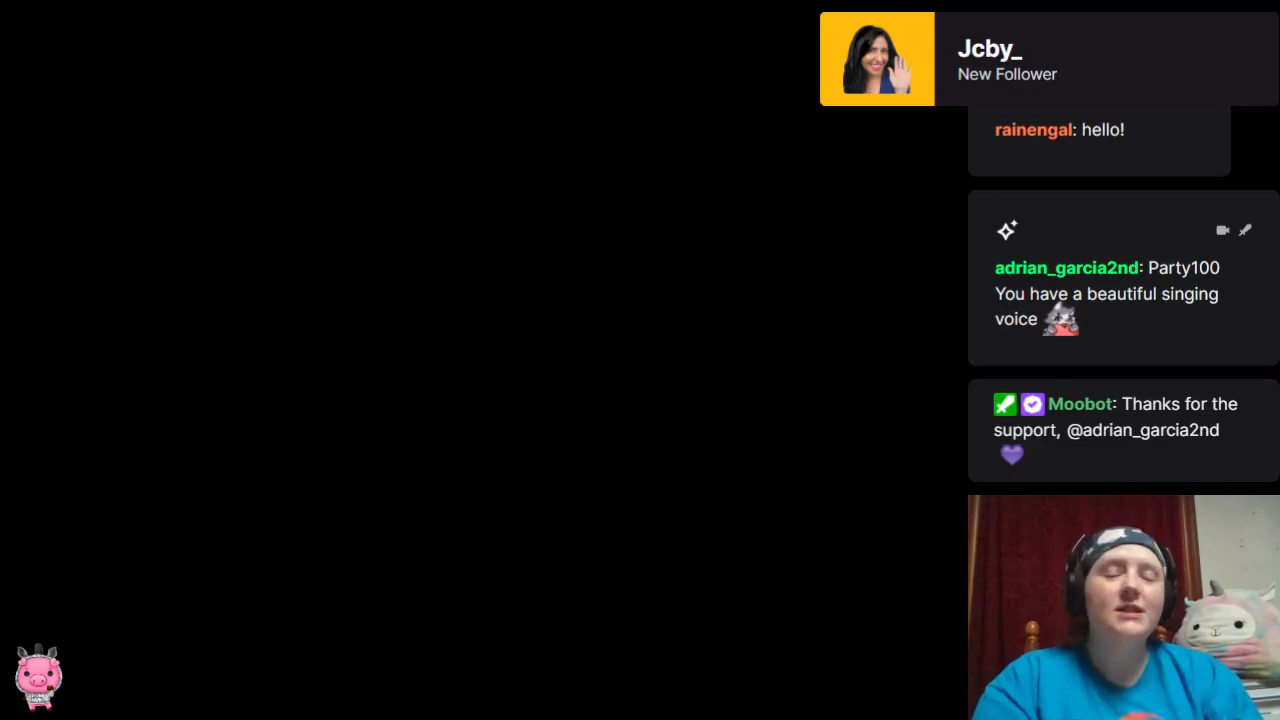 Jcby_
New Follower
rainengal: hello!
adrian_garcia2nd: Party100
You have a beautiful singing
voice
Moobot: Thanks for the
support, @adrian_garcia2nd